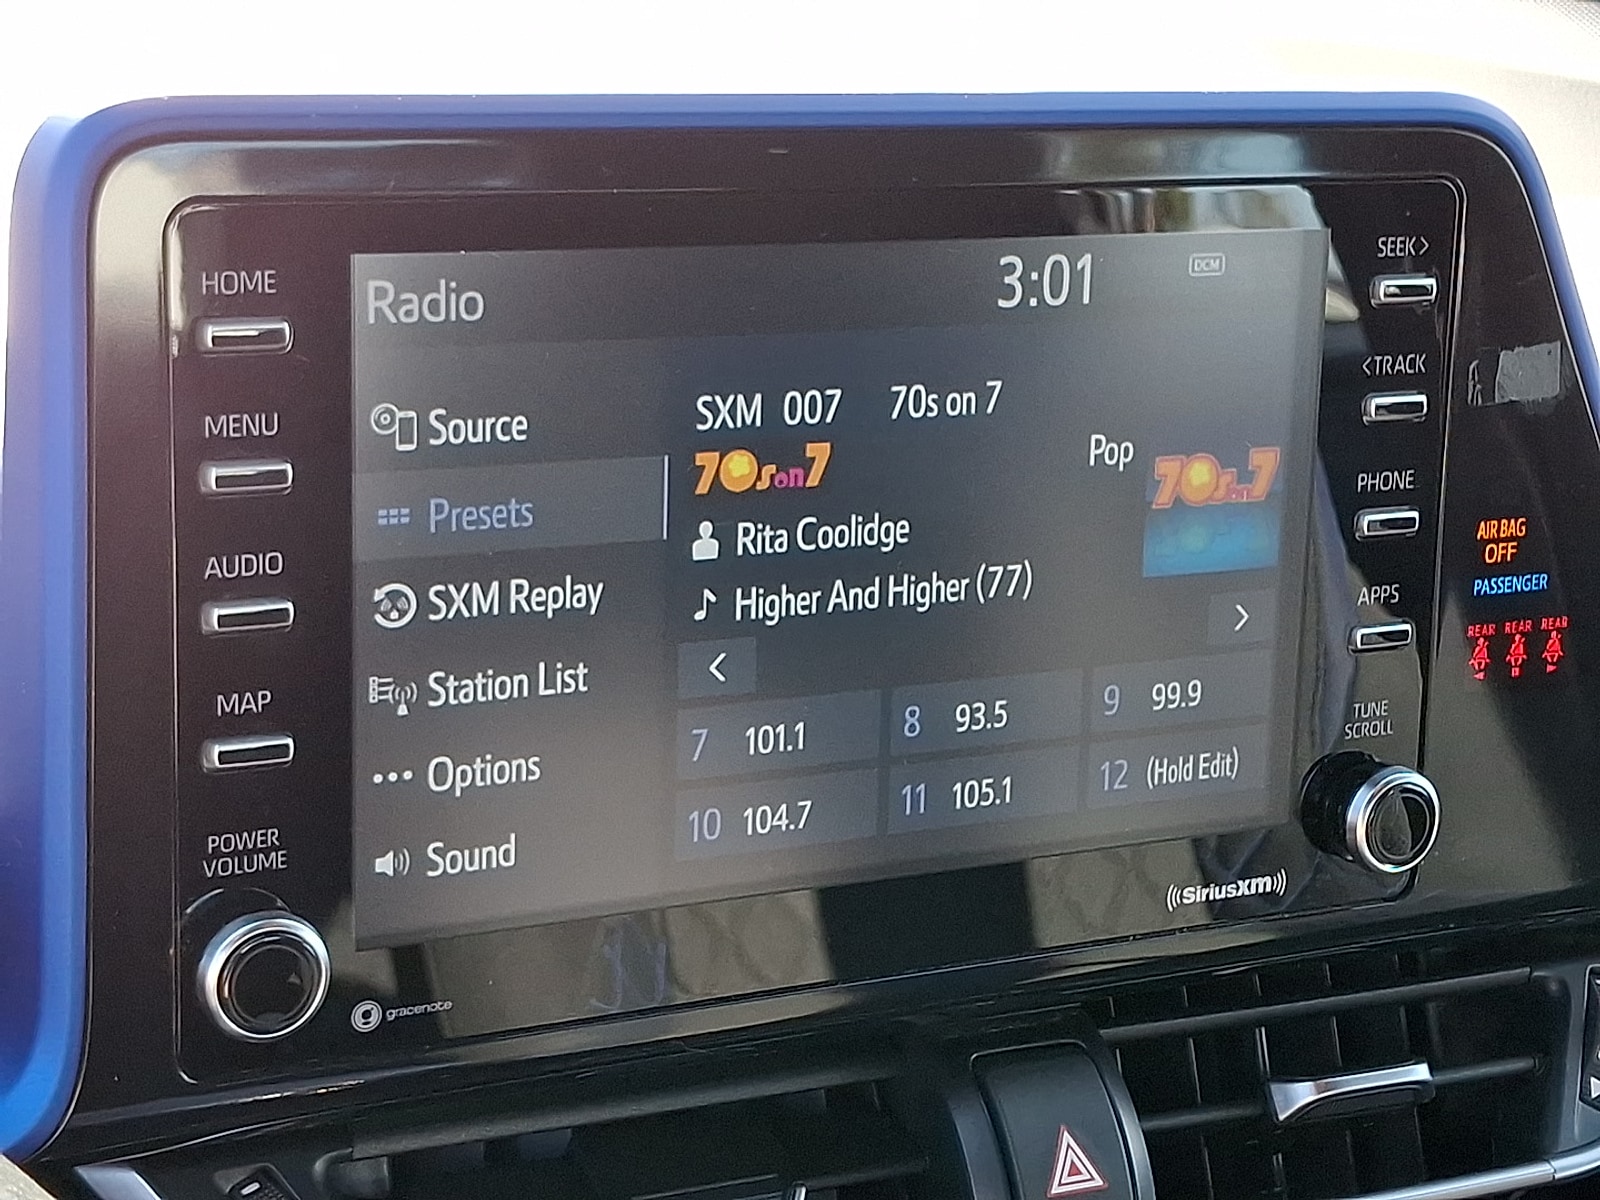 HOME
MENU
AUDIO
MAP
POWER
VOLUME
Radio
3:01
DCM
Source
Presets
SXM Replay
Station List
Options
Sound
SXM 007 70s on 7
70s on 7
Pop
70s on 7
Rita Coolidge
Higher And Higher (77)
<
>
7 101.1
8 93.5
9 99.9
10 104.7
11 105.1
12 (Hold Edit)
SiriusXM
gracenote
SEEK>
<TRACK
PHONE
APPS
TUNE
SCROLL
AIR BAG
OFF
PASSENGER
REAR REAR REAR